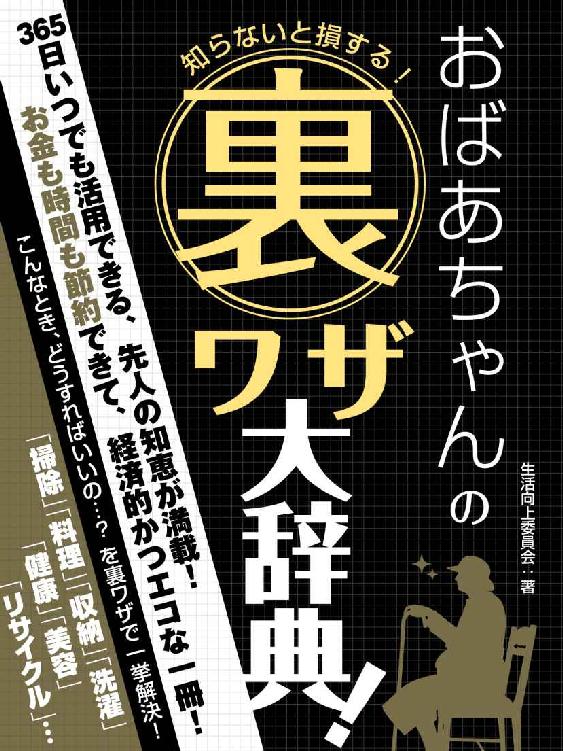 おばあちゃんの
知らないと損する!
裏ワザ
大辞典!
生活向上委員会:著
365日いつでも活用できる、先人の知恵が満載!
お金も時間も節約できて、経済的かつエコな一冊!
こんなとき、どうすればいいの…?を裏ワザで一挙解決!
「掃除」「料理」「収納」「洗濯」
「健康」「美容」
「リサイクル」…